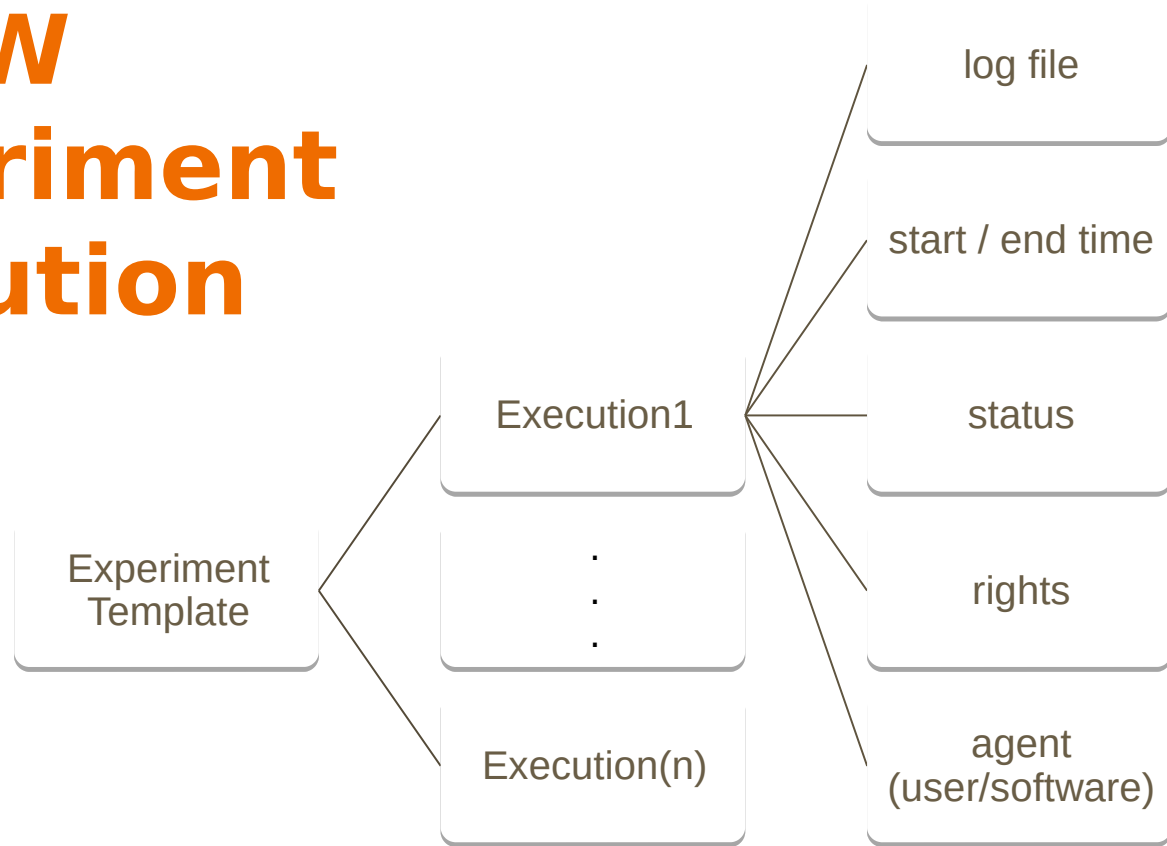 W
riment
ution
log file
start / end time
Execution1
status
Experiment
Template
.
.
.
rights
Execution(n)
agent
(user/software)